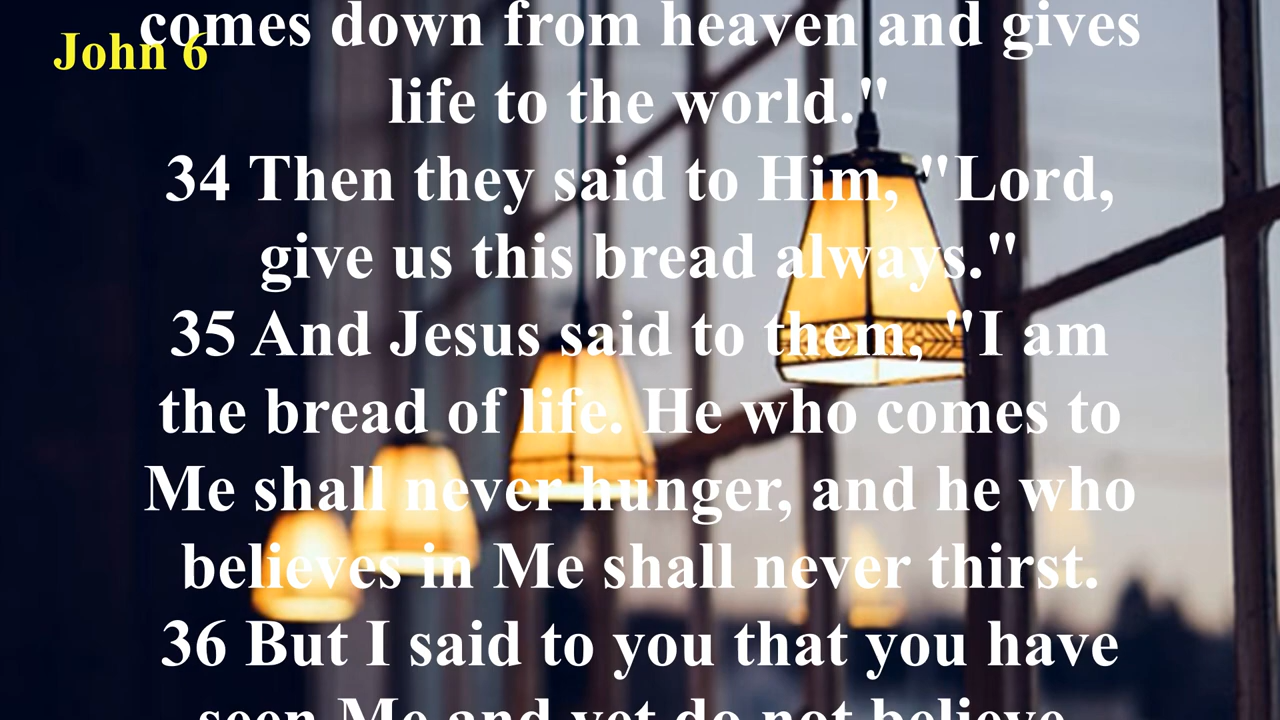 John 6
comes down from heaven and gives
life to the world."
34 Then they said to Him, "Lord,
give us this bread always."
35 And Jesus said to them, "I am
the bread of life. He who comes to
Me shall never hunger, and he who
believes in Me shall never thirst.
36 But I said to you that you have
seen Me and yet do not believe.